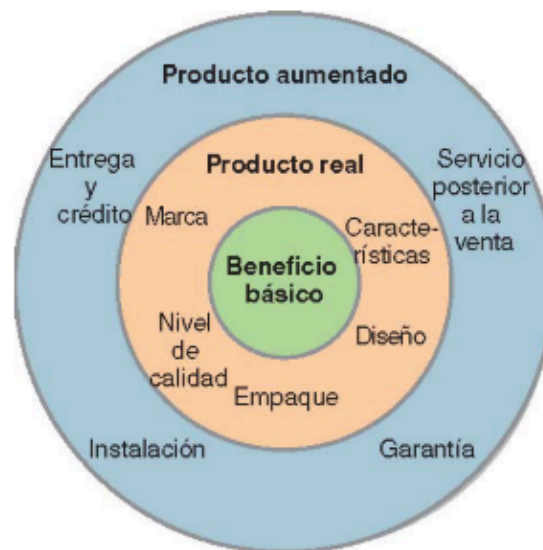 Producto aumentado
Entrega
y
crédito
Producto real
Servicio
posterior
a la
venta
Marca
Caracte-
rísticas
Beneficio
básico
Nivel
de
calidad
Diseño
Empaque
Instalación
Garantía